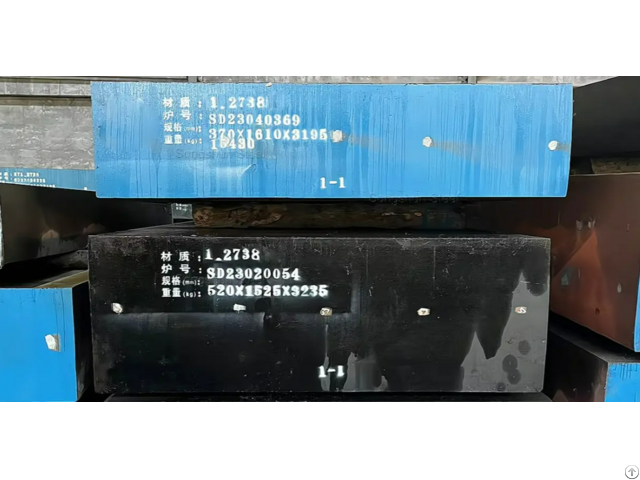 材质: 1.2738
炉号: SD23040369
规格(mm): 370X1610X3195
重量(kg): 15430
1-1
材质: 1.2738
炉号: SD23020054
规格(mm):
重量(kg): 520X1525X3235
1-1